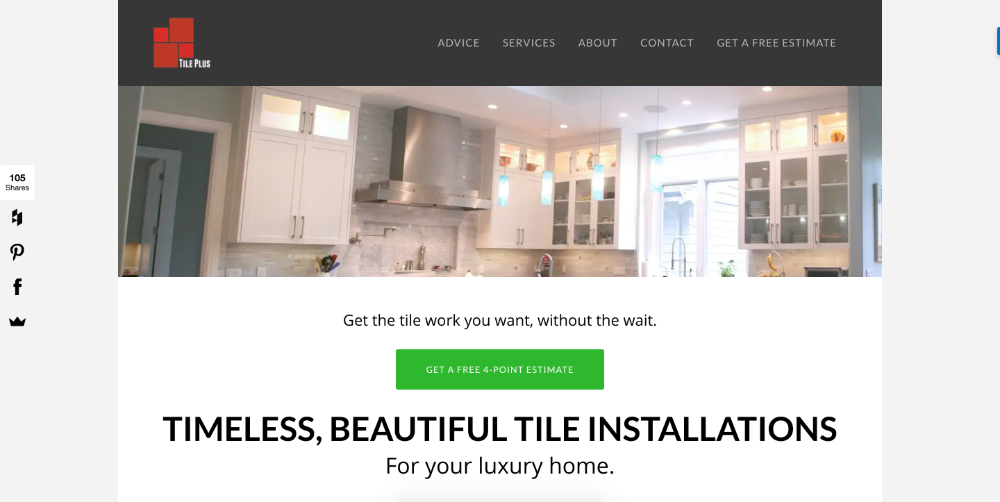 TILE PLUS
ADVICE SERVICES ABOUT CONTACT GET A FREE ESTIMATE
105
Shares
Get the tile work you want, without the wait.
GET A FREE 4-POINT ESTIMATE
TIMELESS, BEAUTIFUL TILE INSTALLATIONS
For your luxury home.